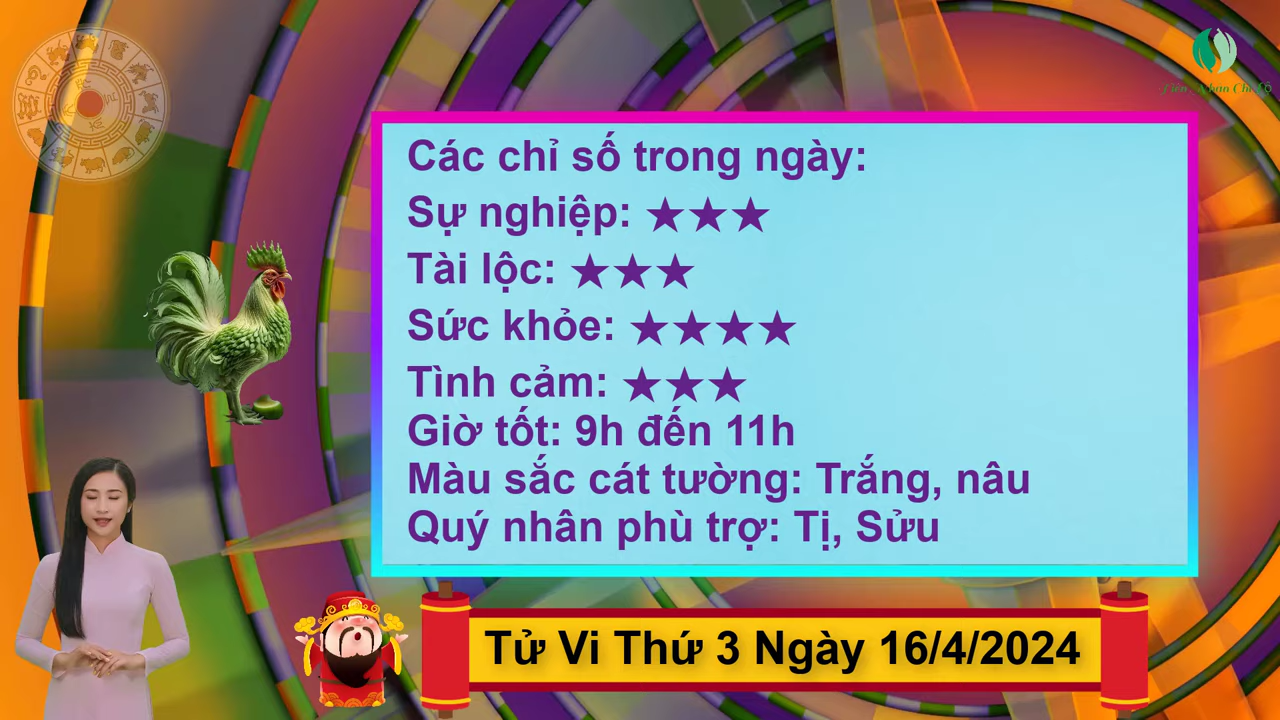 Các chỉ số trong ngày:
Sự nghiệp: ★★★
Tài lộc: ★★★
Sức khỏe: ★★★★
Tình cảm: ★★★
Giờ tốt: 9h đến 11h
Màu sắc cát tường: Trắng, nâu
Quý nhân phù trợ: Tị, Sửu
Tử Vi Thứ 3 Ngày 16/4/2024